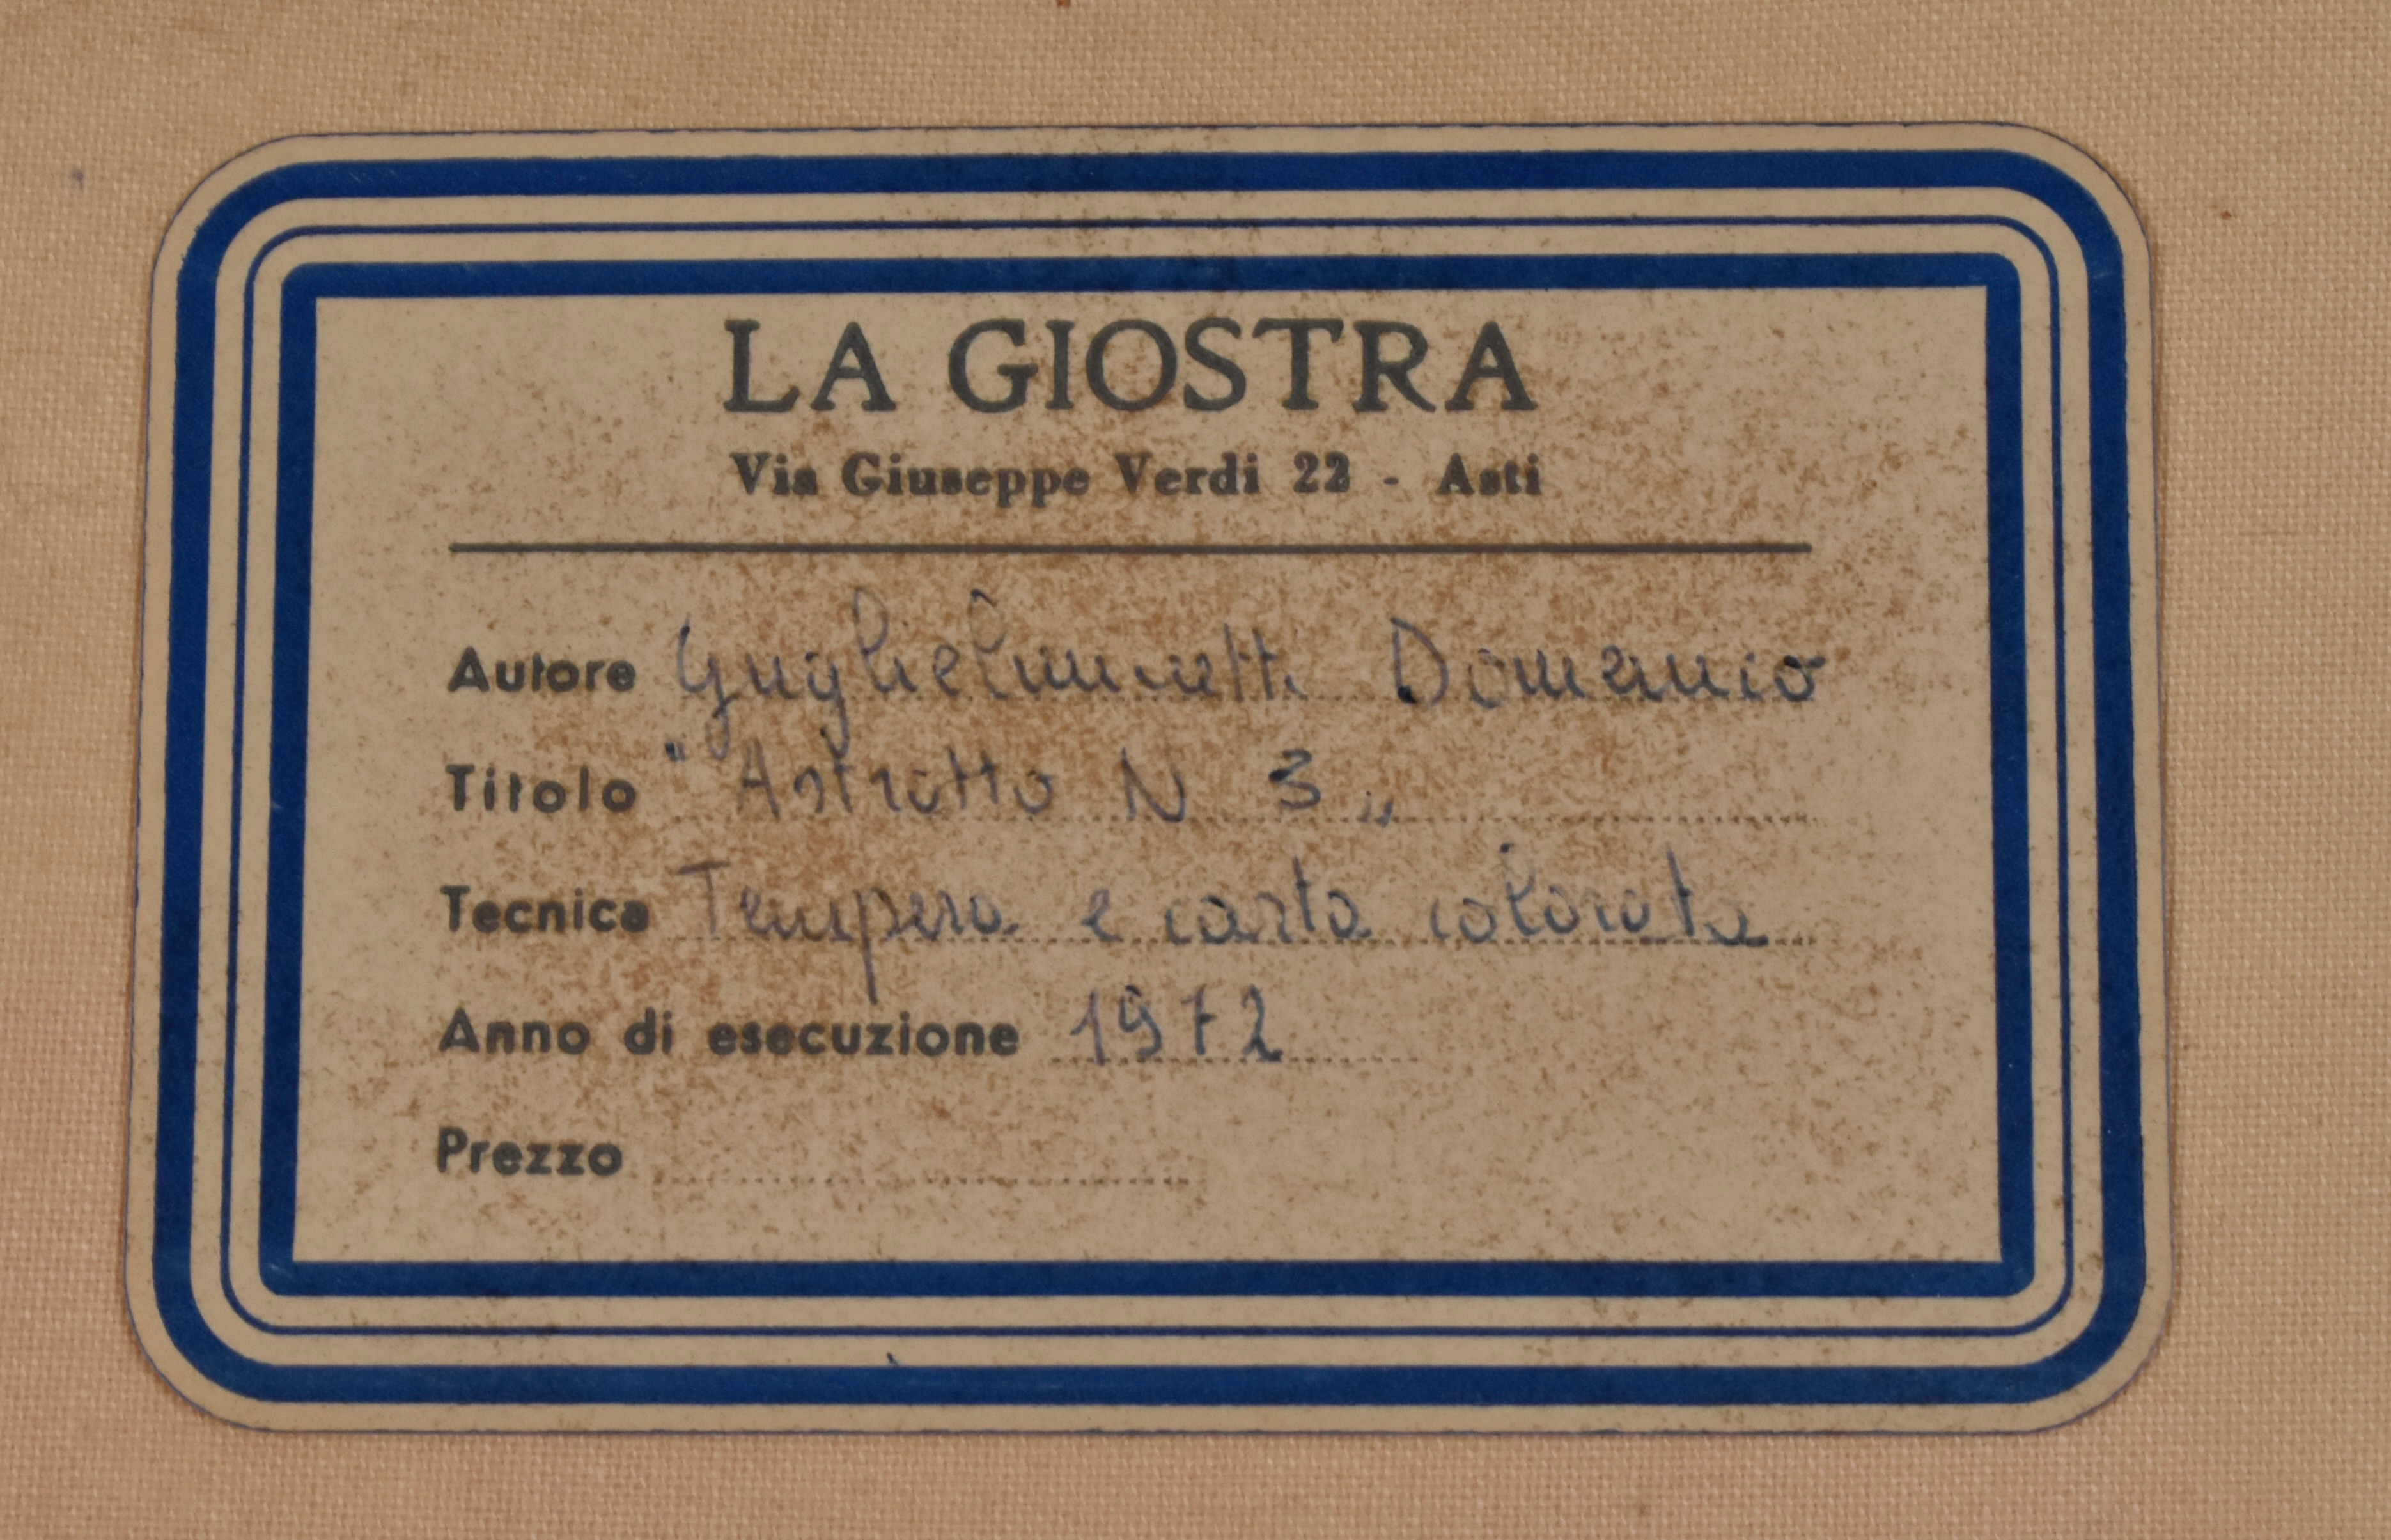 LA GIOSTRA
Via Giuseppe Verdi 22 - Asti
Autore Guglielminetti Domenico
Titolo "Astratto N 3"
Tecnica Tempera e carta colorata
Anno di esecuzione 1972
Prezzo